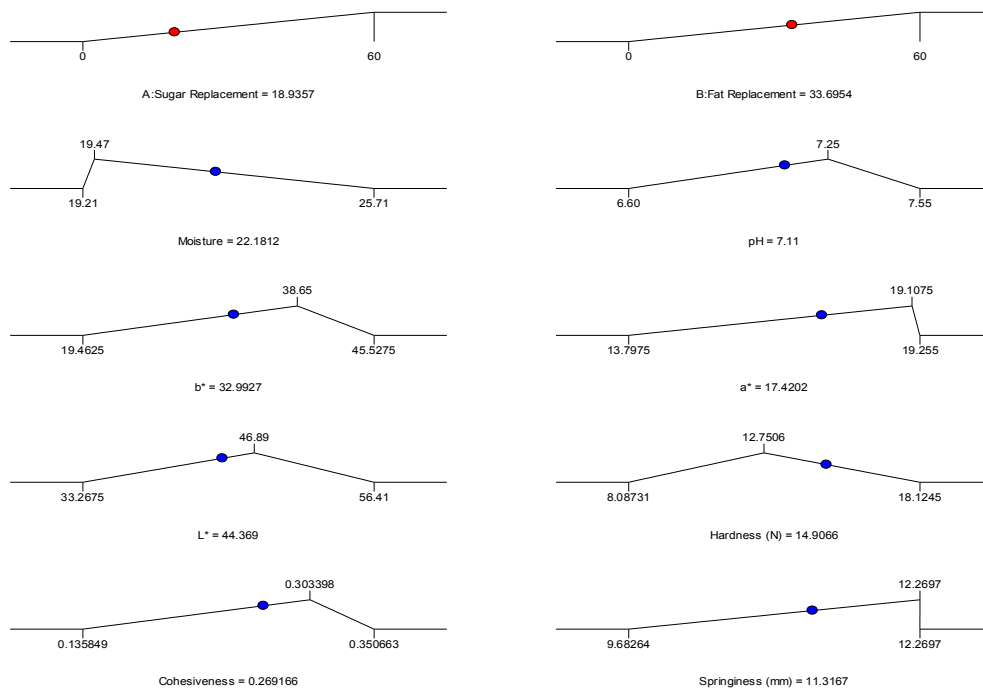 0
60
A:Sugar Replacement = 18.9357
0
60
B:Fat Replacement = 33.6954
19.47
19.21
25.71
Moisture = 22.1812
7.25
6.60
7.55
pH = 7.11
38.65
19.4625
45.5275
b* = 32.9927
19.1075
13.7975
19.255
a* = 17.4202
46.89
33.2675
56.41
L* = 44.369
12.7506
8.08731
18.1245
Hardness (N) = 14.9066
0.303398
0.135849
0.350663
Cohesiveness = 0.269166
12.2697
9.68264
12.2697
Springiness (mm) = 11.3167